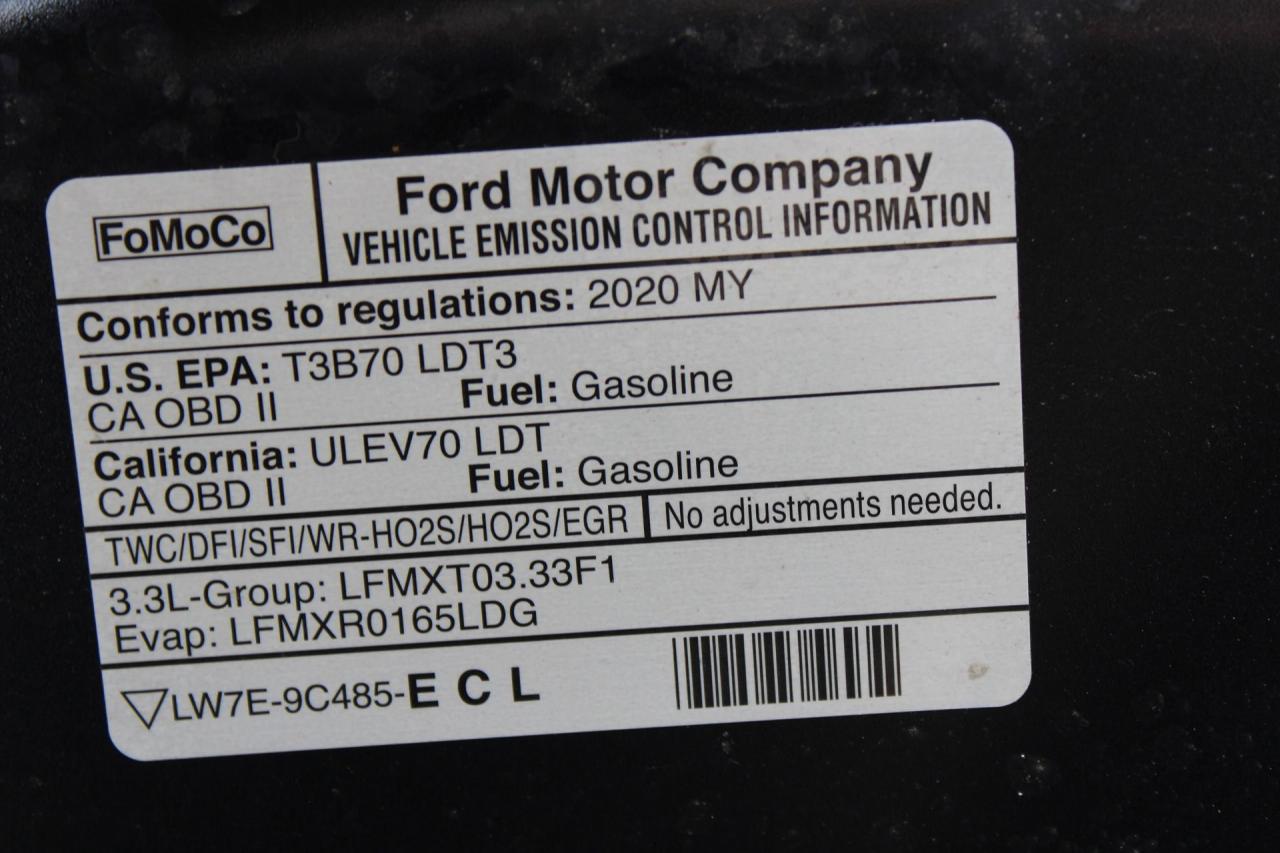 FoMoCo
Ford Motor Company
VEHICLE EMISSION CONTROL INFORMATION
Conforms to regulations: 2020 MY
U.S. EPA: T3B70 LDT3
CA OBD II Fuel: Gasoline
California: ULEV70 LDT
CA OBD II Fuel: Gasoline
TWC/DFI/SFI/WR-HO2S/HO2S/EGR No adjustments needed.
3.3L-Group: LFMXT03.33F1
Evap: LFMXR0165LDG
LW7E-9C485-E C L